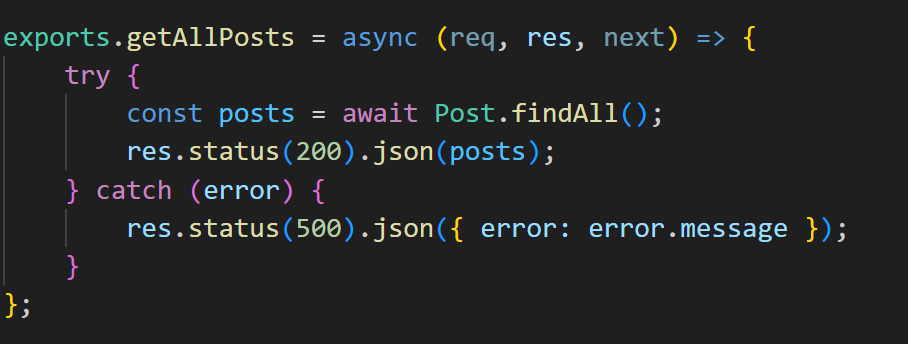 exports.getAllPosts = async (req, res, next) => {
    try {
        const posts = await Post.findAll();
        res.status(200).json(posts);
    } catch (error) {
        res.status(500).json({ error: error.message });
    }
};